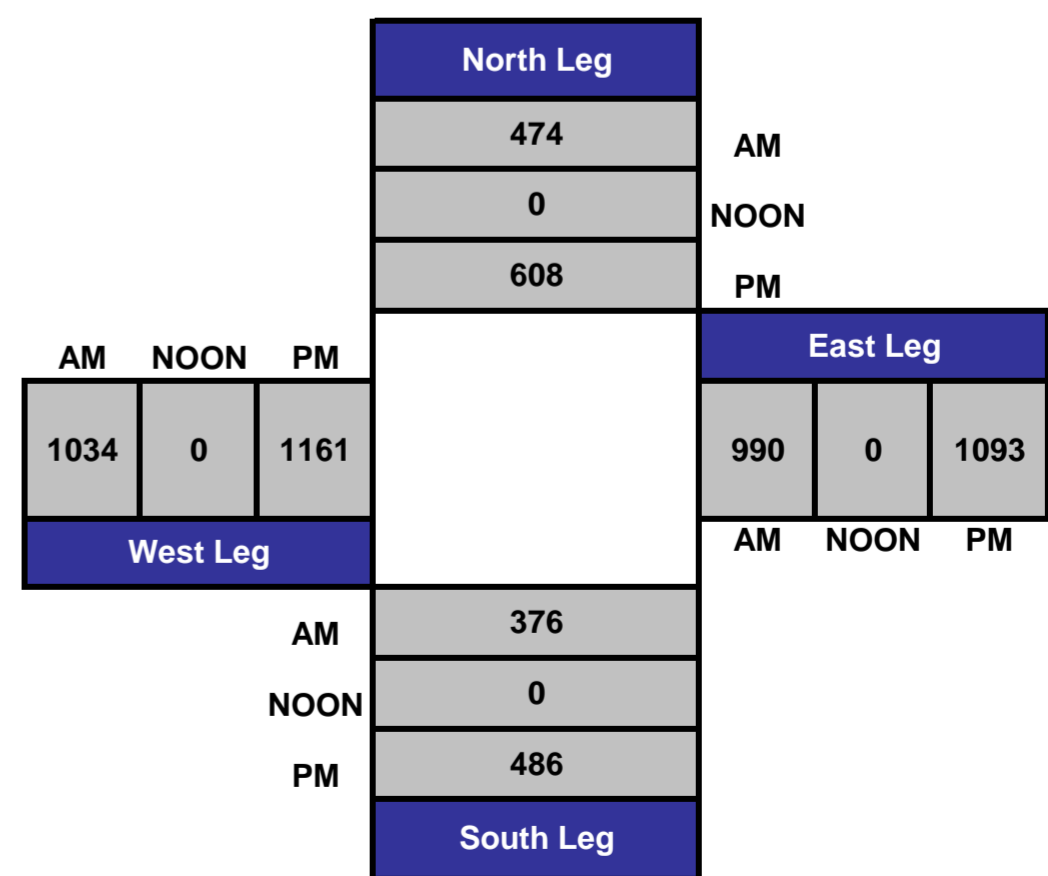 North Leg
474
AM
0
NOON
608
PM
AM NOON PM
East Leg
1034 0 1161
990 0 1093
West Leg
AM NOON PM
AM
376
NOON
0
PM
486
South Leg